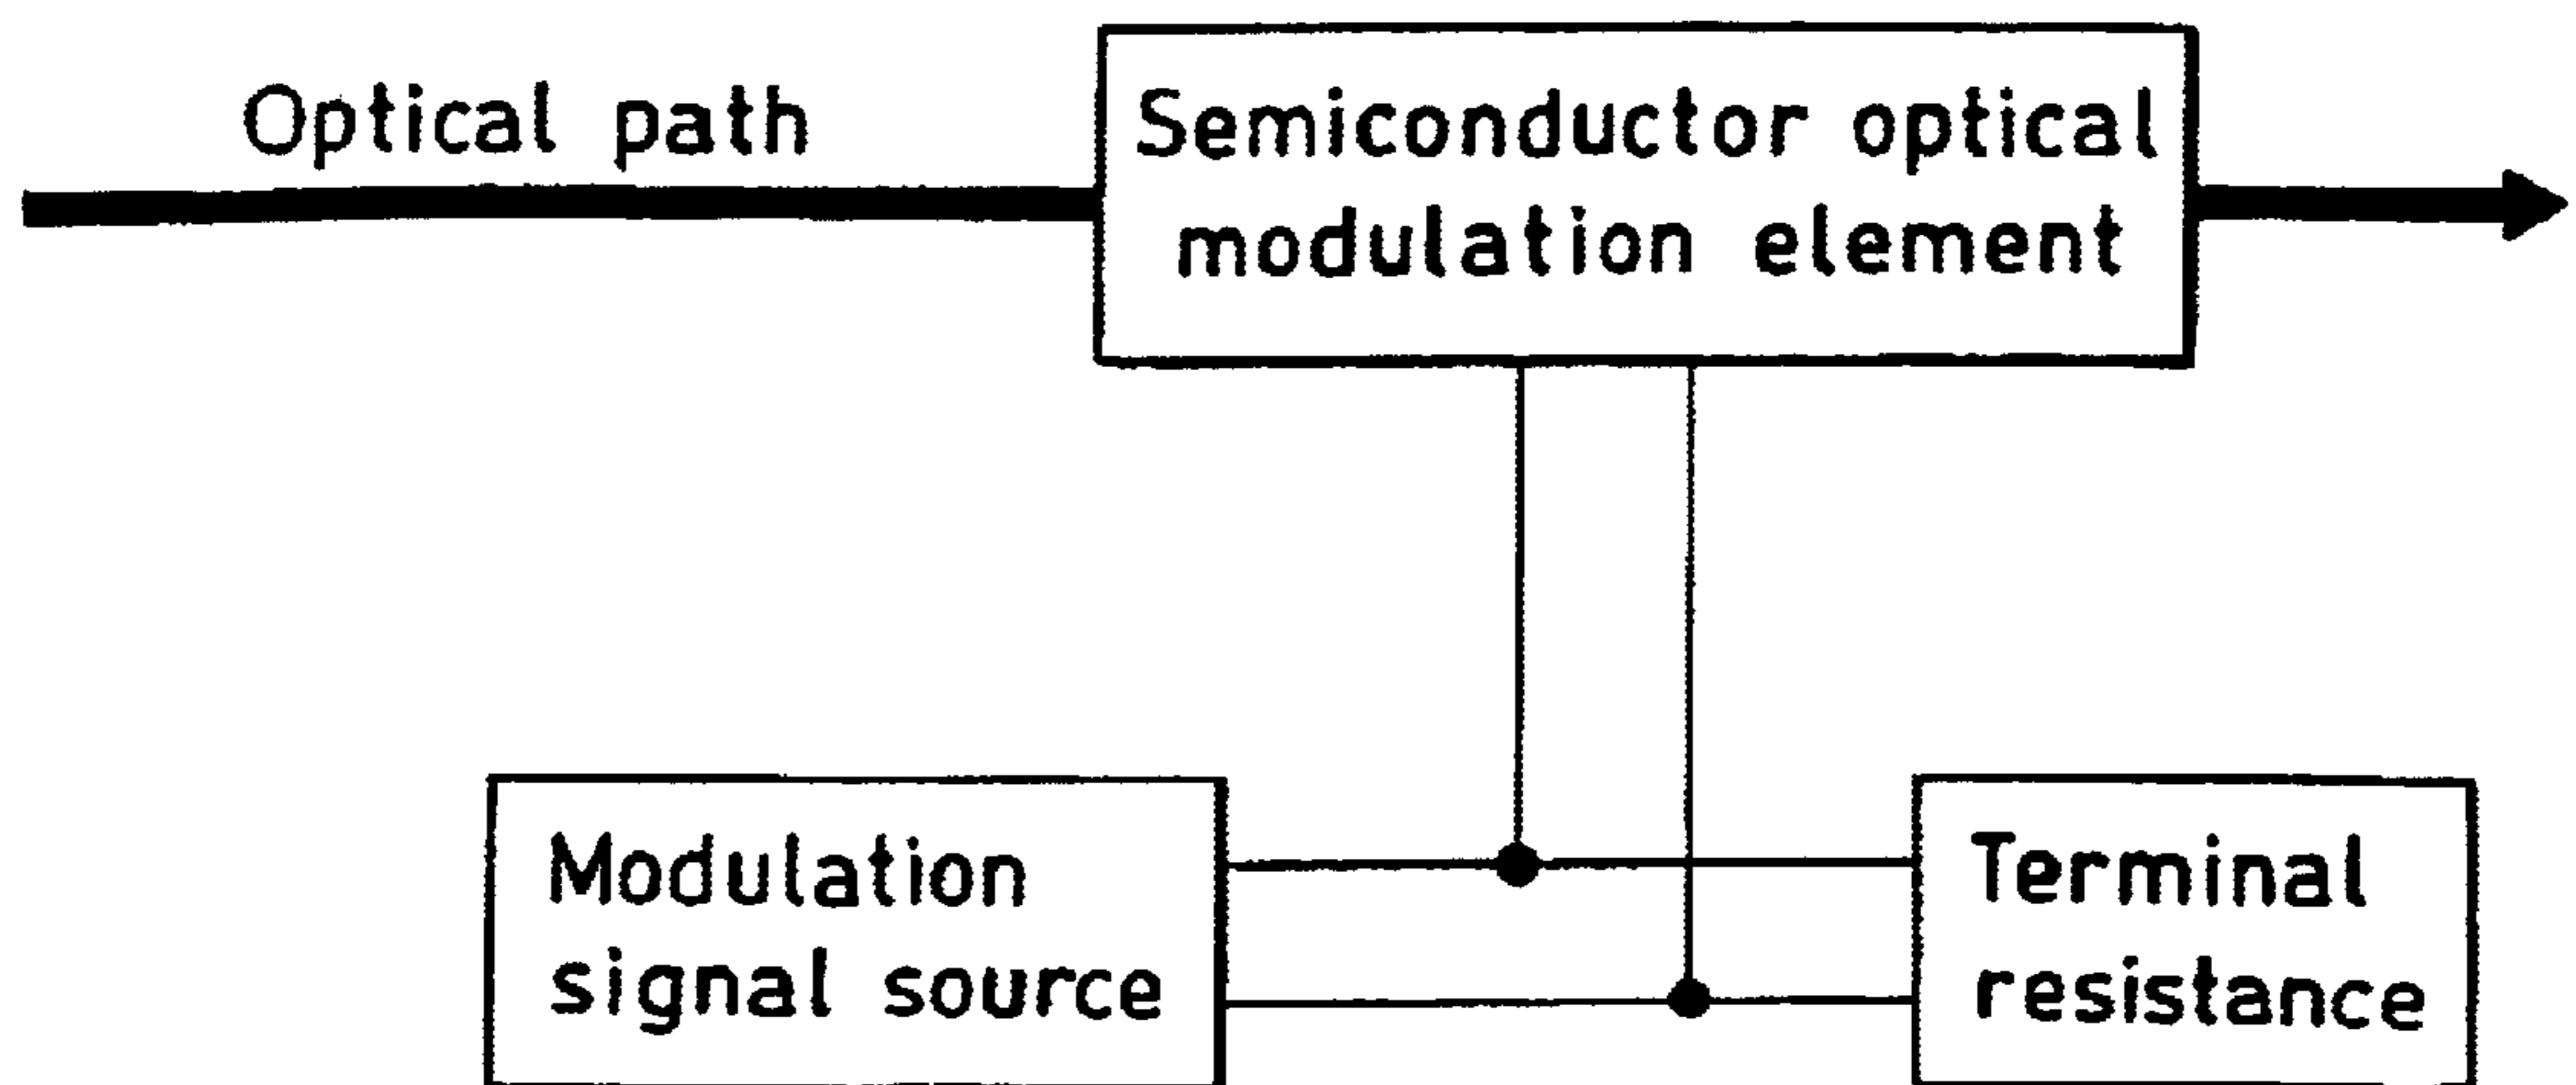 Optical path
Semiconductor optical
modulation element
Modulation
signal source
Terminal
resistance